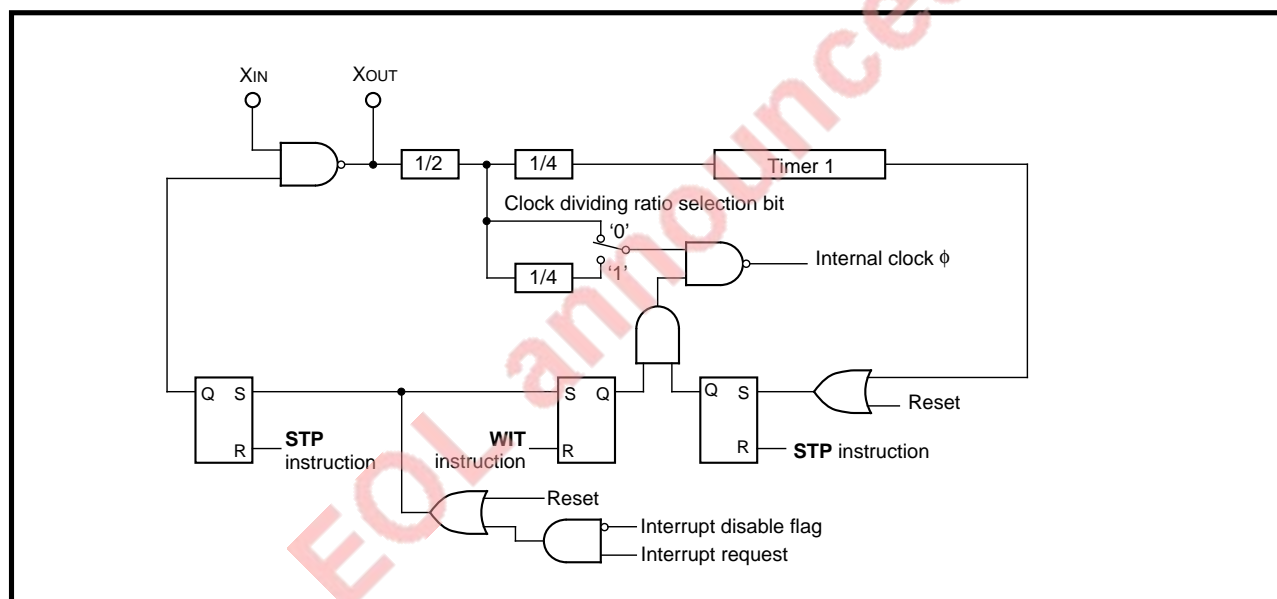 XIN
XOUT
1/2
1/4
Timer 1
Clock dividing ratio selection bit
'0'
1/4
'1'
Internal clock ϕ
Q
S
R
STP
instruction
WIT
instruction
S
Q
R
Q
S
R
Reset
STP instruction
Reset
Interrupt disable flag
Interrupt request
EOL announced